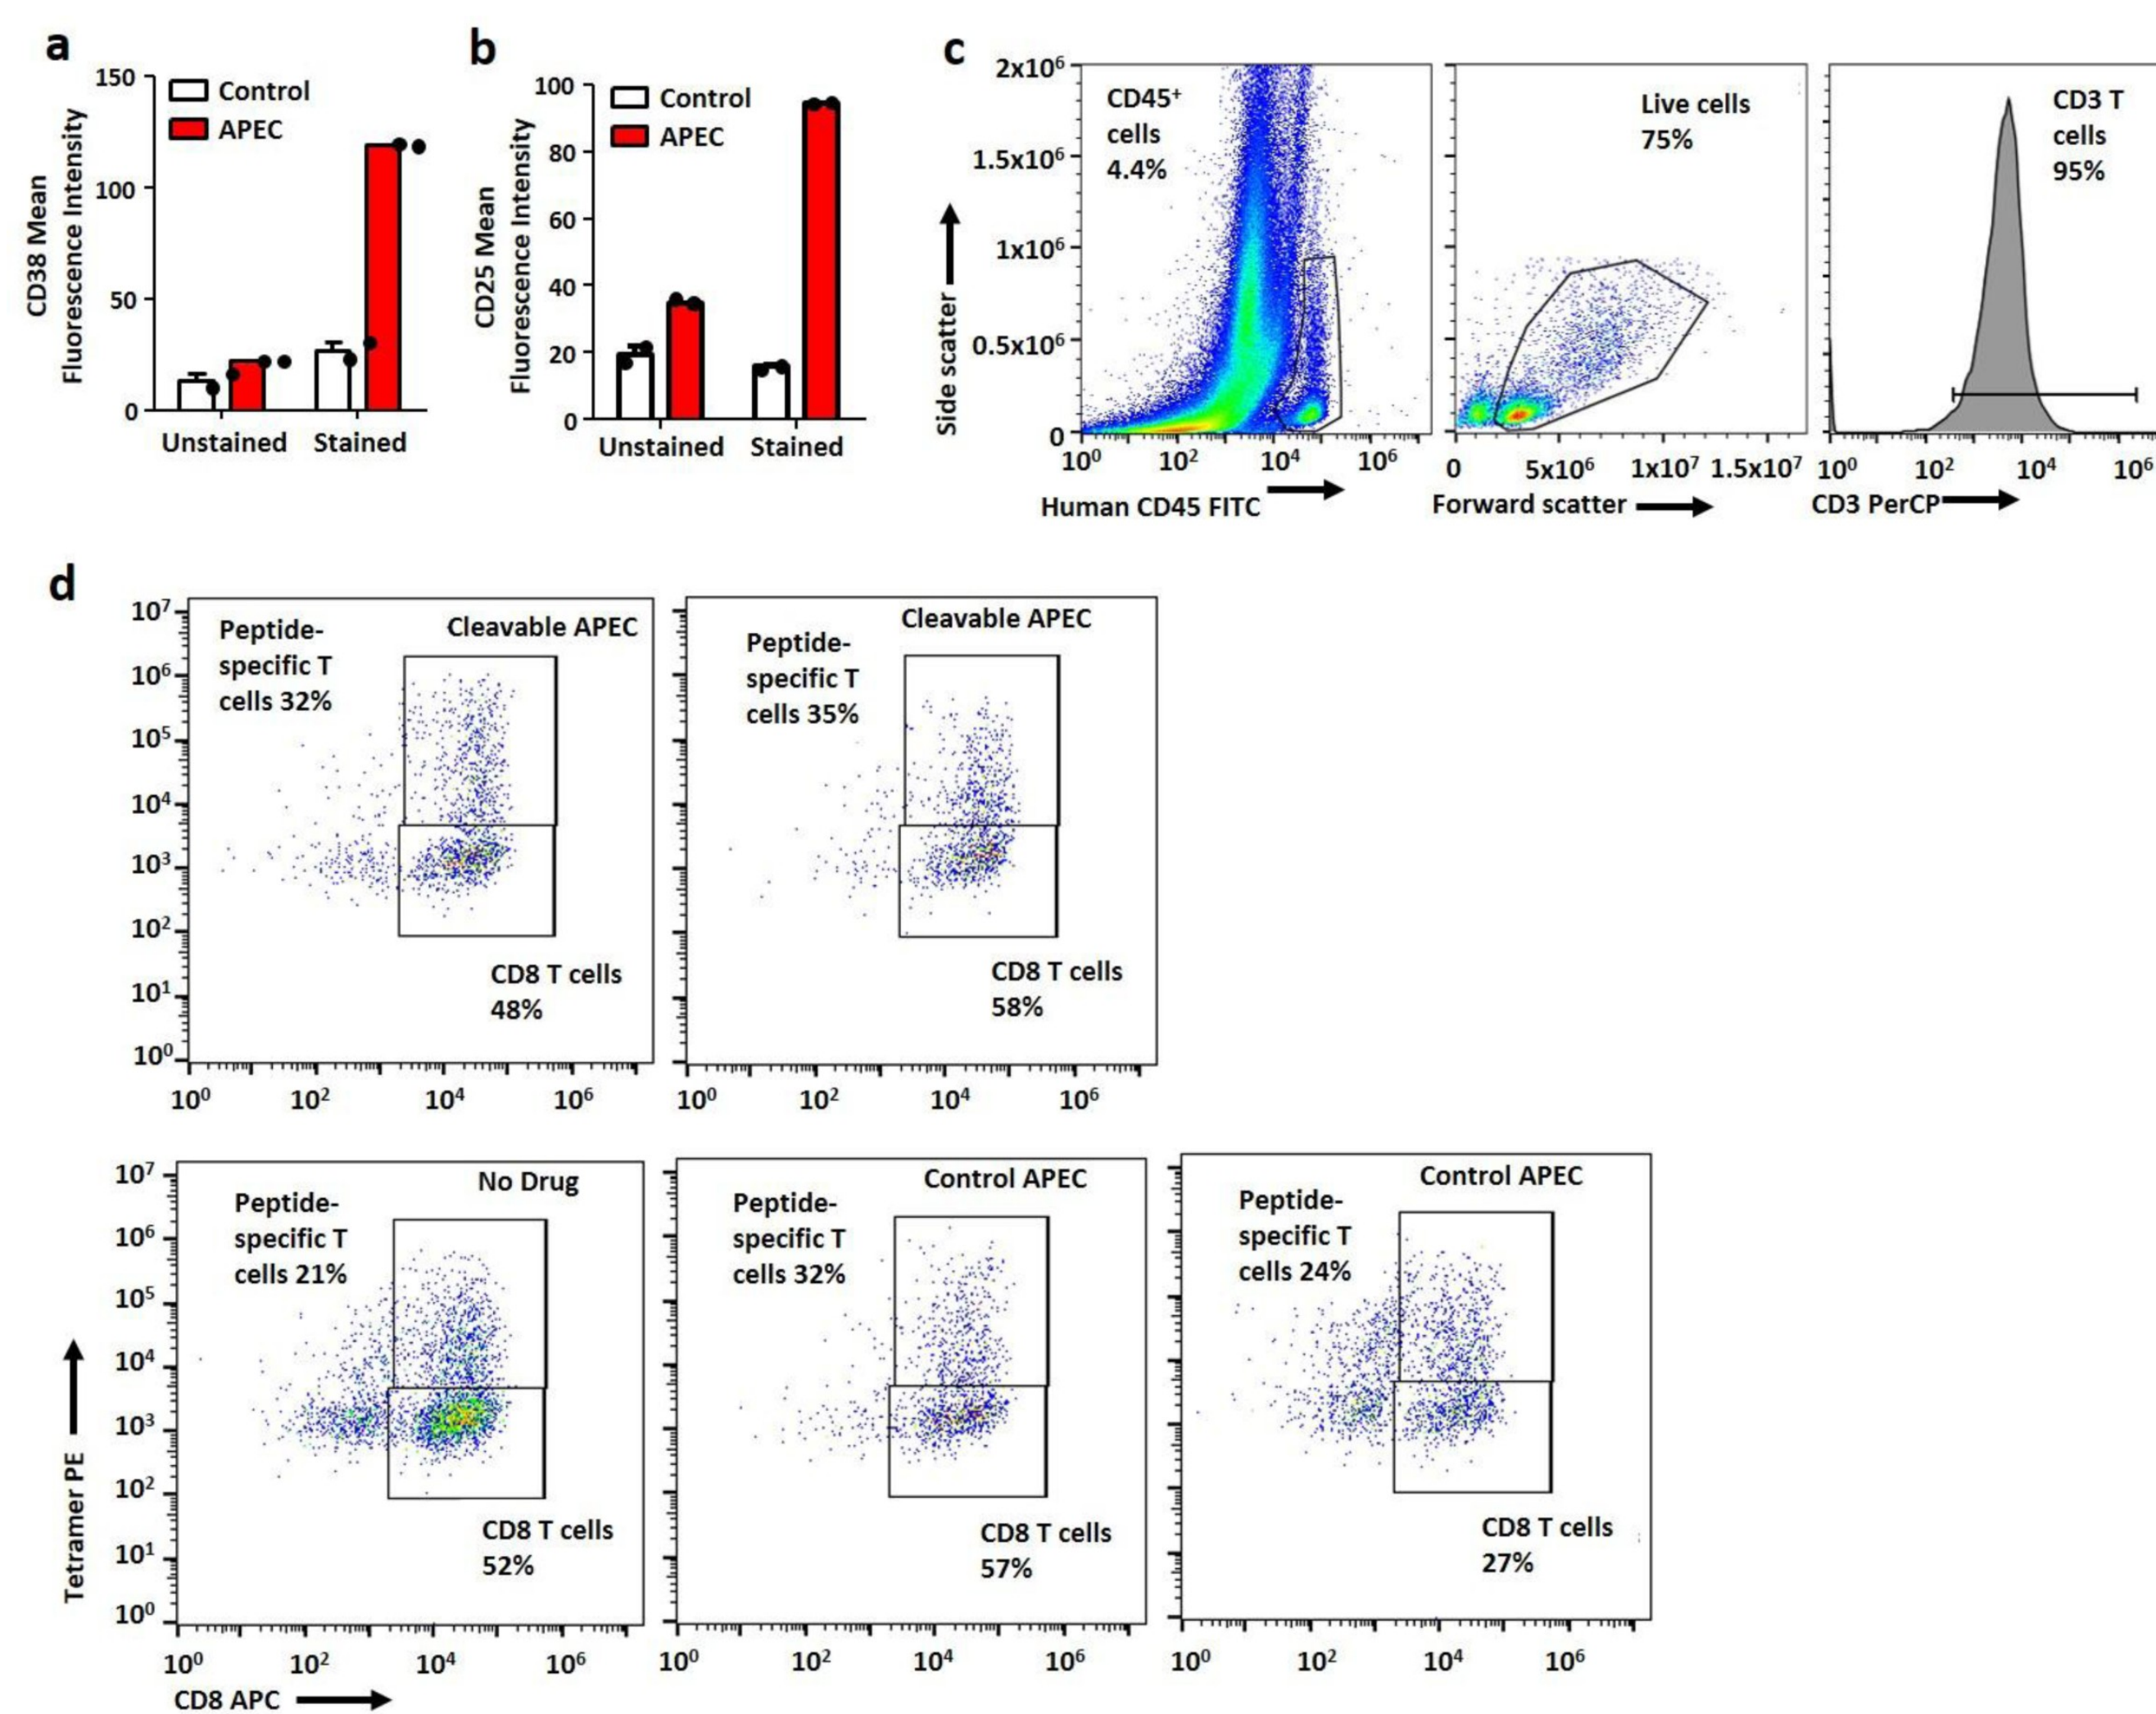 a
150
100
50
0
CD38 Mean
Fluorescence Intensity
Control
APEC
Unstained
Stained
b
100
80
60
40
20
0
CD25 Mean
Fluorescence Intensity
Control
APEC
Unstained
Stained
c
2x10⁶
1.5x10⁶
1x10⁶
0.5x10⁶
0
Side scatter
CD45⁺
cells
4.4%
10⁰ 10² 10⁴ 10⁶
Human CD45 FITC
Live cells
75%
0 5x10⁶ 1x10⁷ 1.5x10⁷
Forward scatter
CD3 T
cells
95%
10⁰ 10² 10⁴ 10⁶
CD3 PerCP
d
10⁷
10⁶
10⁵
10⁴
10³
10²
10¹
10⁰
Peptide-
specific T
cells 32%
Cleavable APEC
CD8 T cells
48%
10⁰ 10² 10⁴ 10⁶
Peptide-
specific T
cells 35%
Cleavable APEC
CD8 T cells
58%
10⁰ 10² 10⁴ 10⁶
10⁷
10⁶
10⁵
10⁴
10³
10²
10¹
10⁰
Tetramer PE
Peptide-
specific T
cells 21%
No Drug
CD8 T cells
52%
10⁰ 10² 10⁴ 10⁶
CD8 APC
Peptide-
specific T
cells 32%
Control APEC
CD8 T cells
57%
10⁰ 10² 10⁴ 10⁶
Peptide-
specific T
cells 24%
Control APEC
CD8 T cells
27%
10⁰ 10² 10⁴ 10⁶